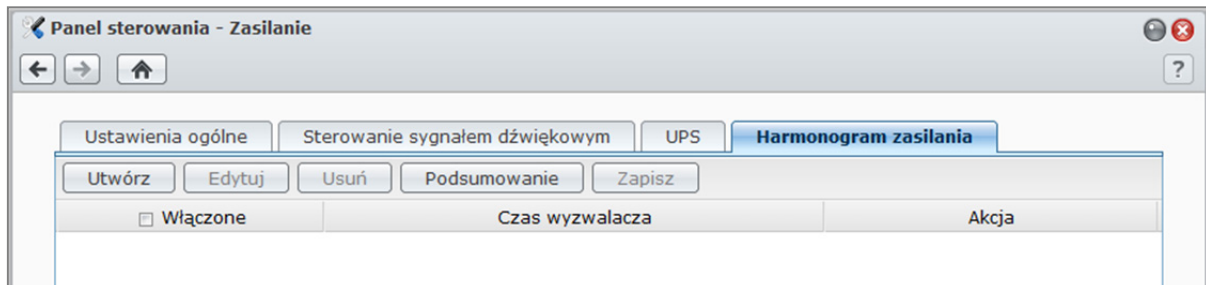 Panel sterowania - Zasilanie
?
Ustawienia ogólne Sterowanie sygnałem dźwiękowym UPS Harmonogram zasilania
Utwórz Edytuj Usuń Podsumowanie Zapisz
Włączone Czas wyzwalacza Akcja